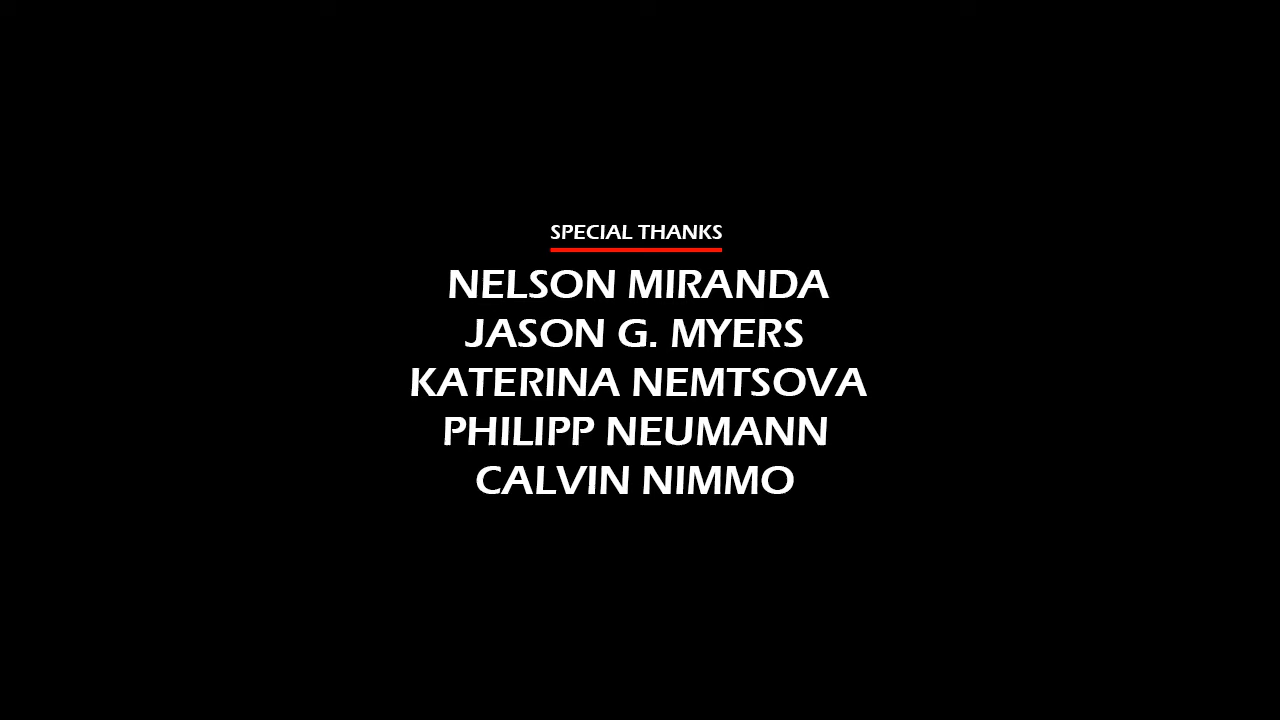 SPECIAL THANKS
NELSON MIRANDA
JASON G. MYERS
KATERINA NEMTSOVA
PHILIPP NEUMANN
CALVIN NIMMO